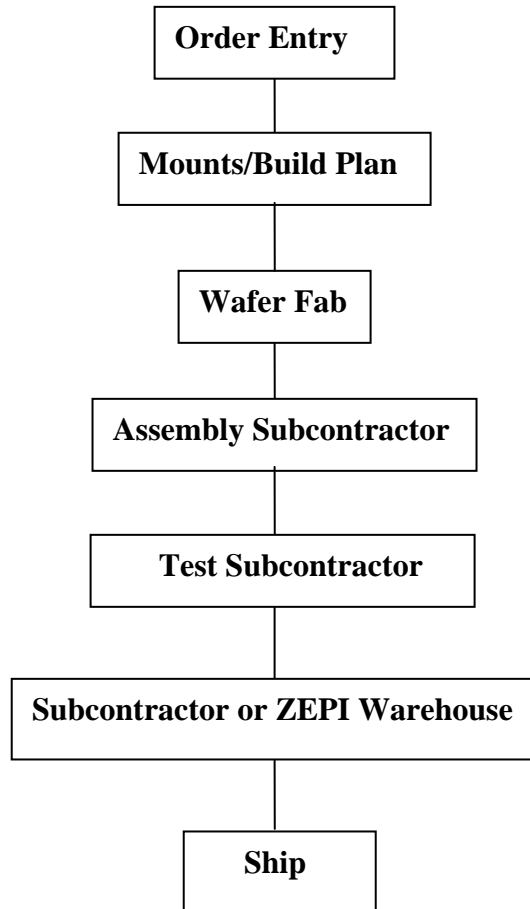 Order Entry
Mounts/Build Plan
Wafer Fab
Assembly Subcontractor
Test Subcontractor
Subcontractor or ZEPI Warehouse
Ship